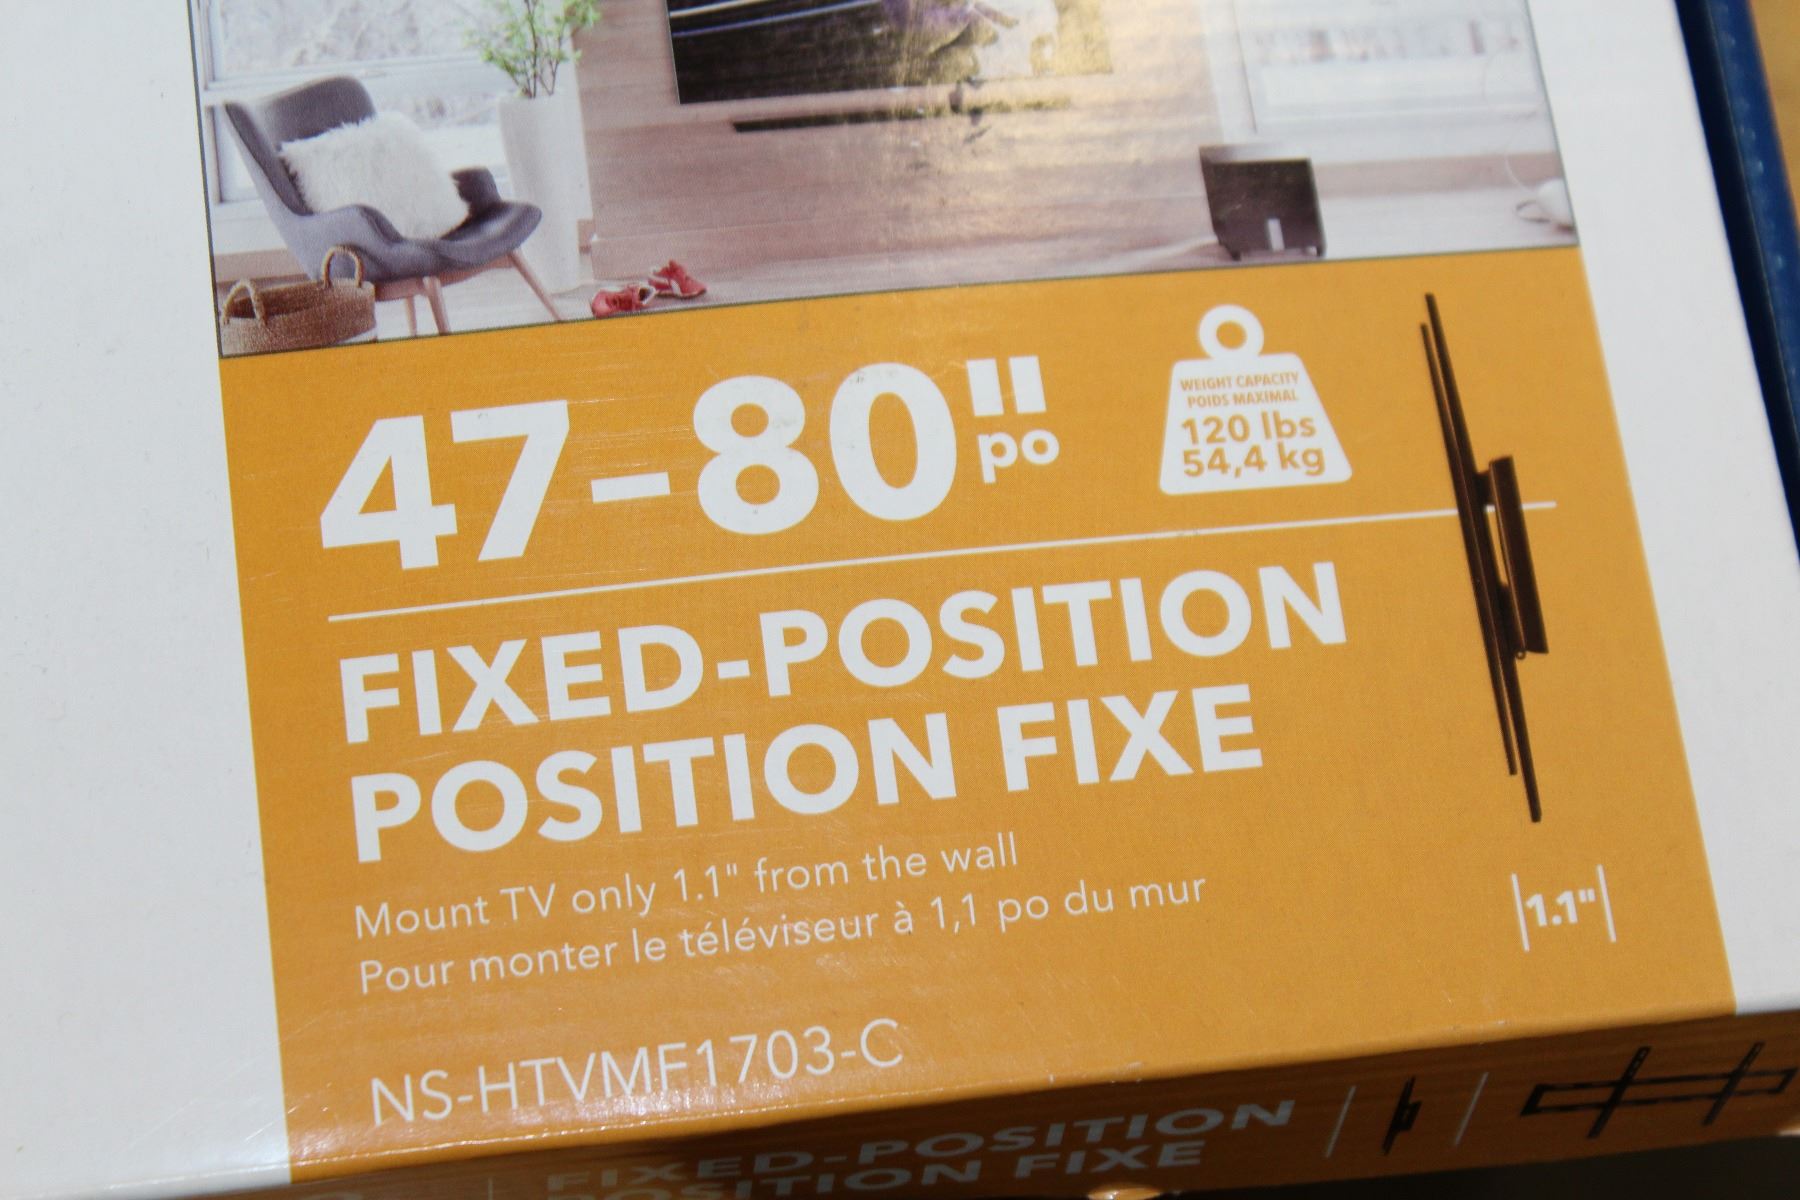 47-80"
po
WEIGHT CAPACITY
POIDS MAXIMAL
120 lbs
54,4 kg
FIXED-POSITION
POSITION FIXE
Mount TV only 1.1" from the wall
Pour monter le téléviseur à 1,1 po du mur
|1.1"|
NS-HTVMF1703-C
FIXED-POSITION
POSITION FIXE